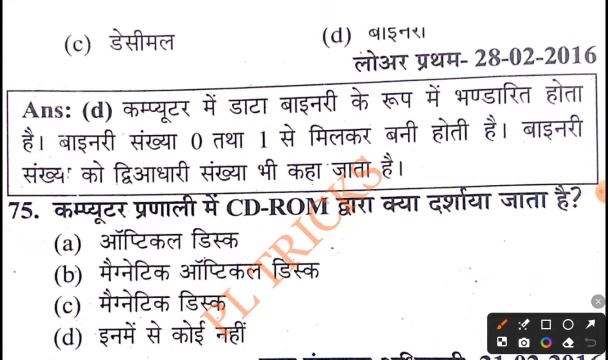 (c) डेसीमल
(d) बाइनरी
लोअर प्रथम- 28-02-2016
Ans: (d) कम्प्यूटर में डाटा बाइनरी के रूप में भण्डारित होता
है। बाइनरी संख्या 0 तथा 1 से मिलकर बनी होती है। बाइनरी
संख्या को द्विआधारी संख्या भी कहा जाता है।
75. कम्प्यूटर प्रणाली में CD-ROM द्वारा क्या दर्शाया जाता है?
(a) ऑप्टिकल डिस्क
(b) मैग्नेटिक ऑप्टिकल डिस्क
(c) मैग्नेटिक डिस्क
(d) इनमें से कोई नहीं
PL TRICKS